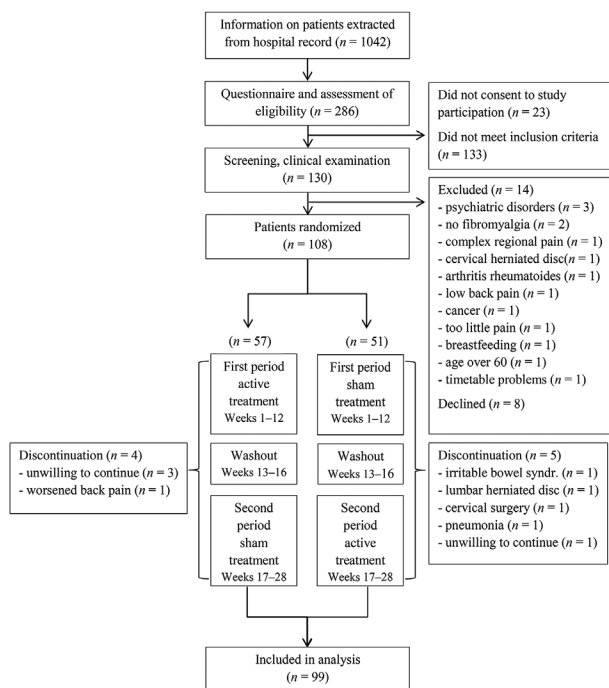 Information on patients extracted
from hospital record (n = 1042)
Questionnaire and assessment of
eligibility (n = 286)
Did not consent to study
participation (n = 23)
Did not meet inclusion criteria
(n = 133)
Screening, clinical examination
(n = 130)
Excluded (n = 14)
- psychiatric disorders (n = 3)
- no fibromyalgia (n = 2)
- complex regional pain (n = 1)
- cervical herniated disc(n = 1)
- arthritis rheumatoides (n = 1)
- low back pain (n = 1)
- cancer (n = 1)
- too little pain (n = 1)
- breastfeeding (n = 1)
- age over 60 (n = 1)
- timetable problems (n = 1)
Declined (n = 8)
Patients randomized
(n = 108)
(n = 57)
First period
active
treatment
Weeks 1–12
Washout
Weeks 13–16
Second
period
sham
treatment
Weeks 17–28
(n = 51)
First period
sham
treatment
Weeks 1–12
Washout
Weeks 13–16
Second
period
active
treatment
Weeks 17–28
Discontinuation (n = 4)
- unwilling to continue (n = 3)
- worsened back pain (n = 1)
Discontinuation (n = 5)
- irritable bowel syndr. (n = 1)
- lumbar herniated disc (n = 1)
- cervical surgery (n = 1)
- pneumonia (n = 1)
- unwilling to continue (n = 1)
Included in analysis
(n = 99)